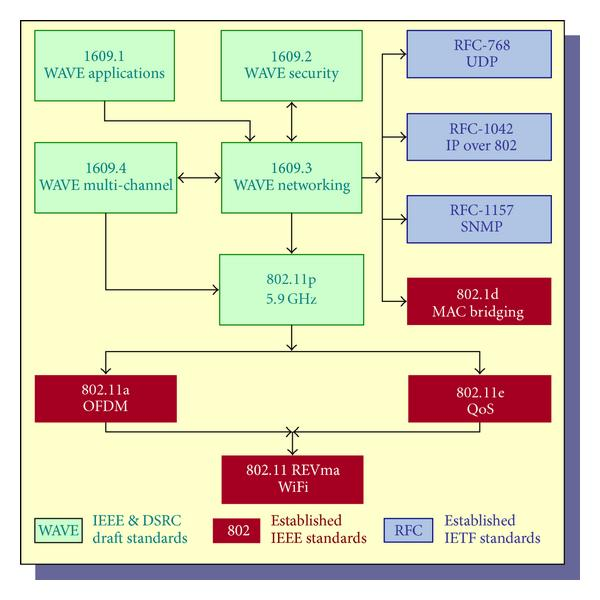 1609.1
WAVE applications
1609.2
WAVE security
RFC-768
UDP
RFC-1042
IP over 802
1609.4
WAVE multi-channel
1609.3
WAVE networking
RFC-1157
SNMP
802.11p
5.9 GHz
802.1d
MAC bridging
802.11a
OFDM
802.11e
QoS
802.11 REVma
WiFi
WAVE
IEEE & DSRC
draft standards
802
Established
IEEE standards
RFC
Established
IETF standards